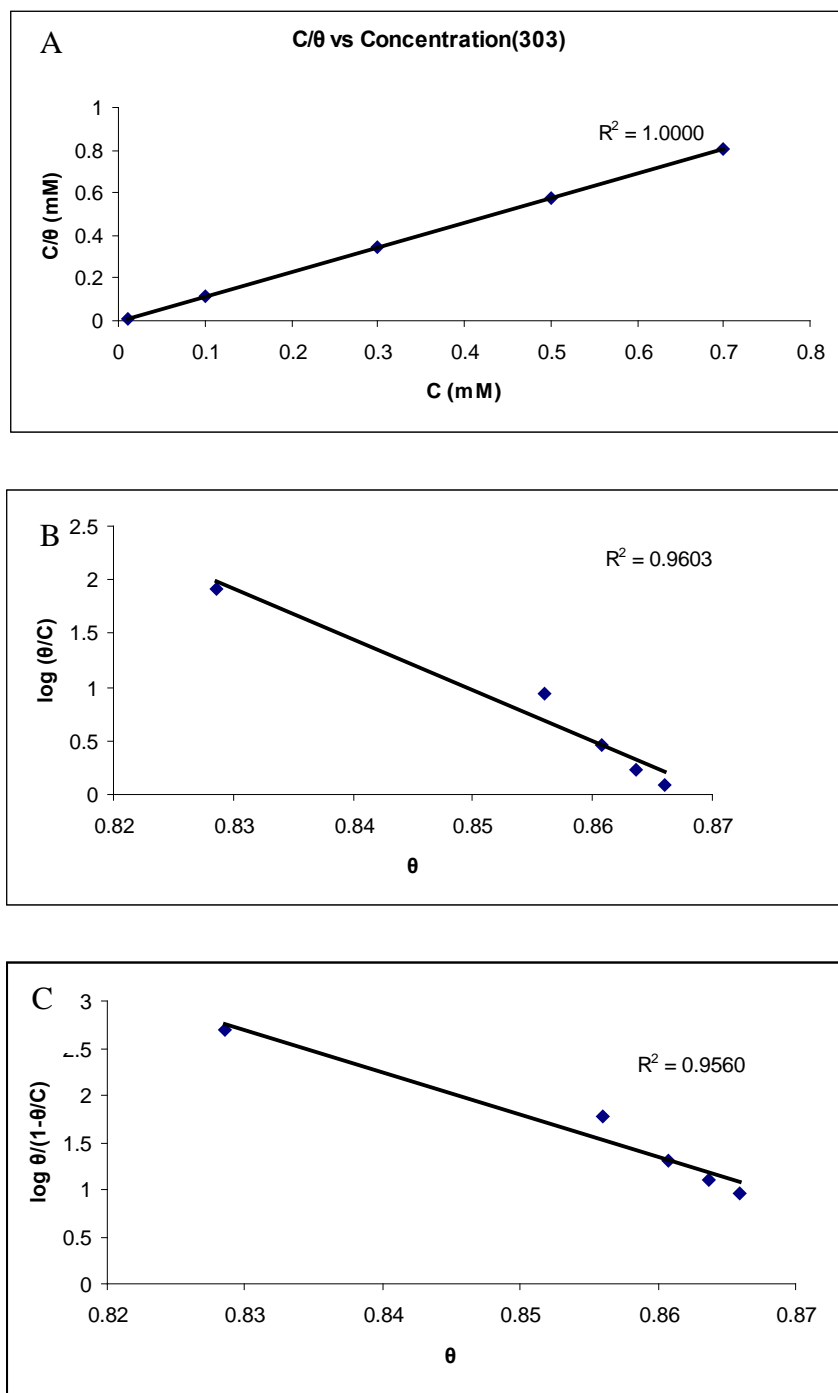 A
C/θ vs Concentration(303)
R² = 1.0000
1
0.8
0.6
0.4
0.2
0
C/θ (mM)
0 0.1 0.2 0.3 0.4 0.5 0.6 0.7 0.8
C (mM)
B
R² = 0.9603
2.5
2
1.5
1
0.5
0
log (θ/C)
0.82 0.83 0.84 0.85 0.86 0.87
θ
C
R² = 0.9560
3
2.5
2
1.5
1
0.5
0
log θ/(1-θ/C)
0.82 0.83 0.84 0.85 0.86 0.87
θ